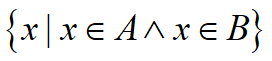 {x | x ∈ A ∧ x ∈ B}